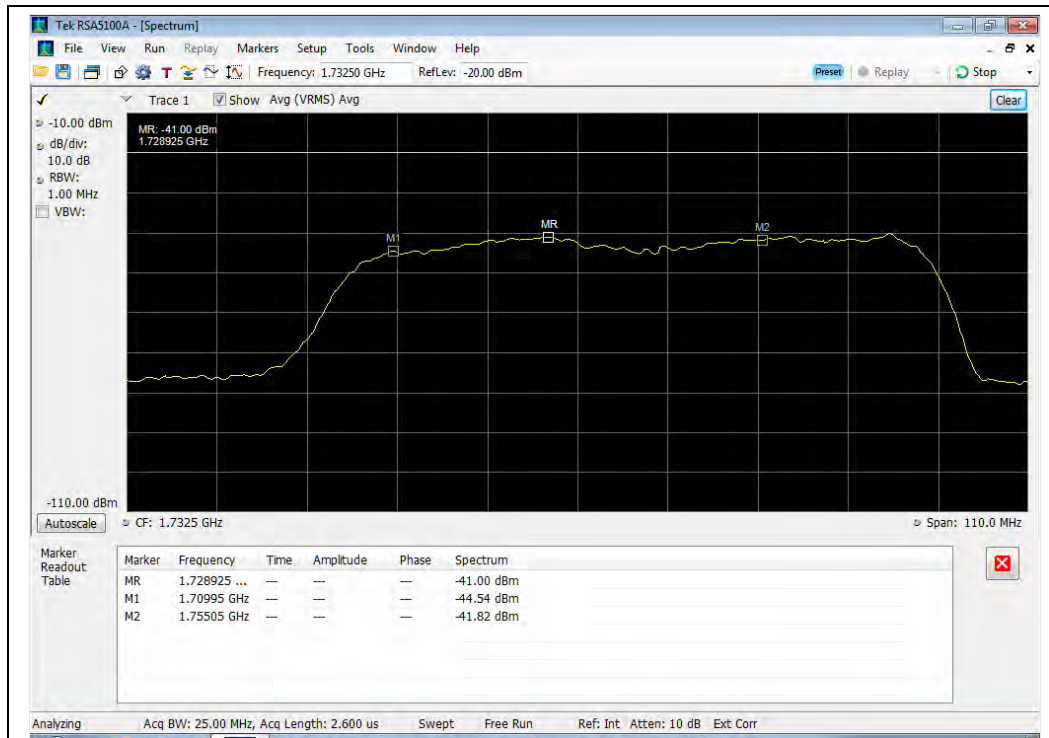 Tek RSA5100A - [Spectrum]
File View Run Replay Markers Setup Tools Window Help
Frequency: 1.73250 GHz RefLev: -20.00 dBm Preset Replay Stop
Trace 1 Show Avg (VRMS) Avg Clear
-10.00 dBm
dB/div:
10.0 dB
RBW:
1.00 MHz
VBW:
MR: -41.00 dBm
1.728925 GHz
M1 MR M2
-110.00 dBm
Autoscale CF: 1.7325 GHz Span: 110.0 MHz
Marker
Readout
Table
Marker Frequency Time Amplitude Phase Spectrum
MR 1.728925 ... --- --- --- -41.00 dBm
M1 1.70995 GHz --- --- --- -44.54 dBm
M2 1.75505 GHz --- --- --- -41.82 dBm
Analyzing Acq BW: 25.00 MHz, Acq Length: 2.600 us Swept Free Run Ref: Int Atten: 10 dB Ext Corr